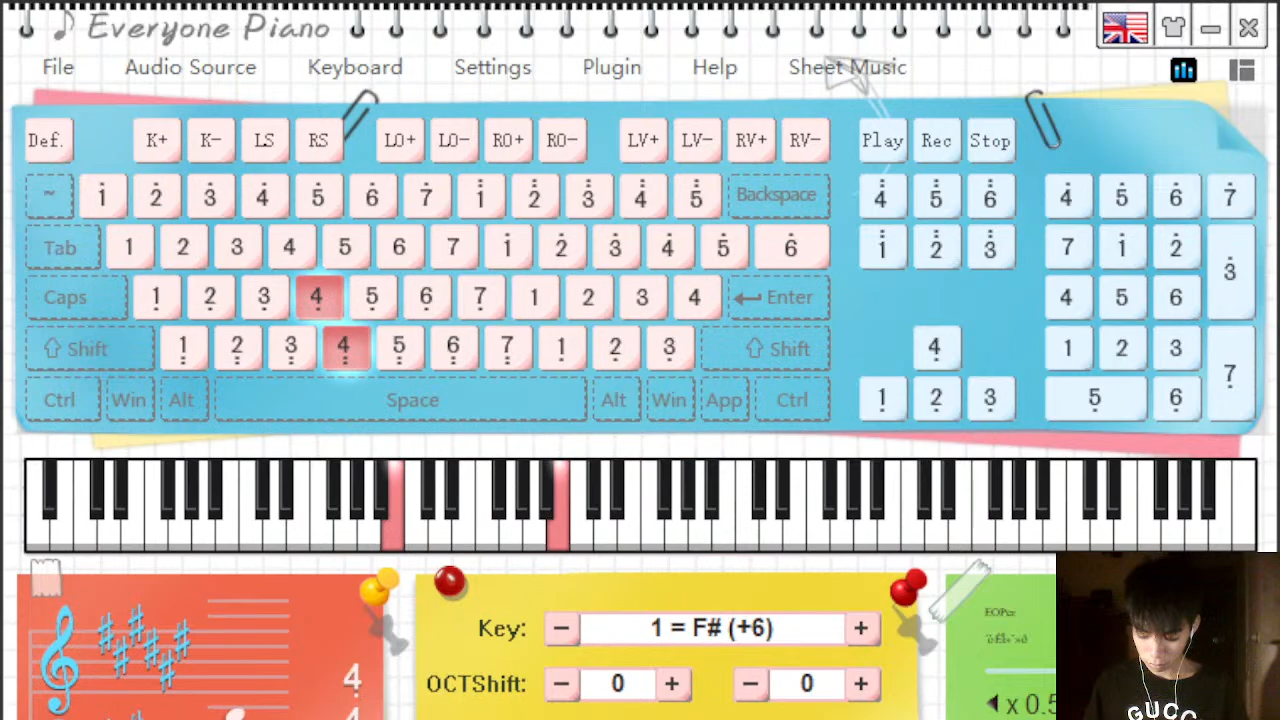 Everyone Piano
File Audio Source Keyboard Settings Plugin Help Sheet Music
Def. K+ K- LS RS LO+ LO- RO+ RO- LV+ LV- RV+ RV- Play Rec Stop
~ 1 2 3 4 5 6 7 1 2 3 4 5 Backspace 4 5 6 4 5 6 7
Tab 1 2 3 4 5 6 7 1 2 3 4 5 6 1 2 3 7 1 2 3
Caps 1 2 3 4 5 6 7 1 2 3 4 Enter 4 5 6
Shift 1 2 3 4 5 6 7 1 2 3 Shift 4 1 2 3 7
Ctrl Win Alt Space Alt Win App Ctrl 1 2 3 5 6
Key: − 1 = F# (+6) +
OCTShift: − 0 + − 0 +
4
4
EOPer
x 0.5
GUCC